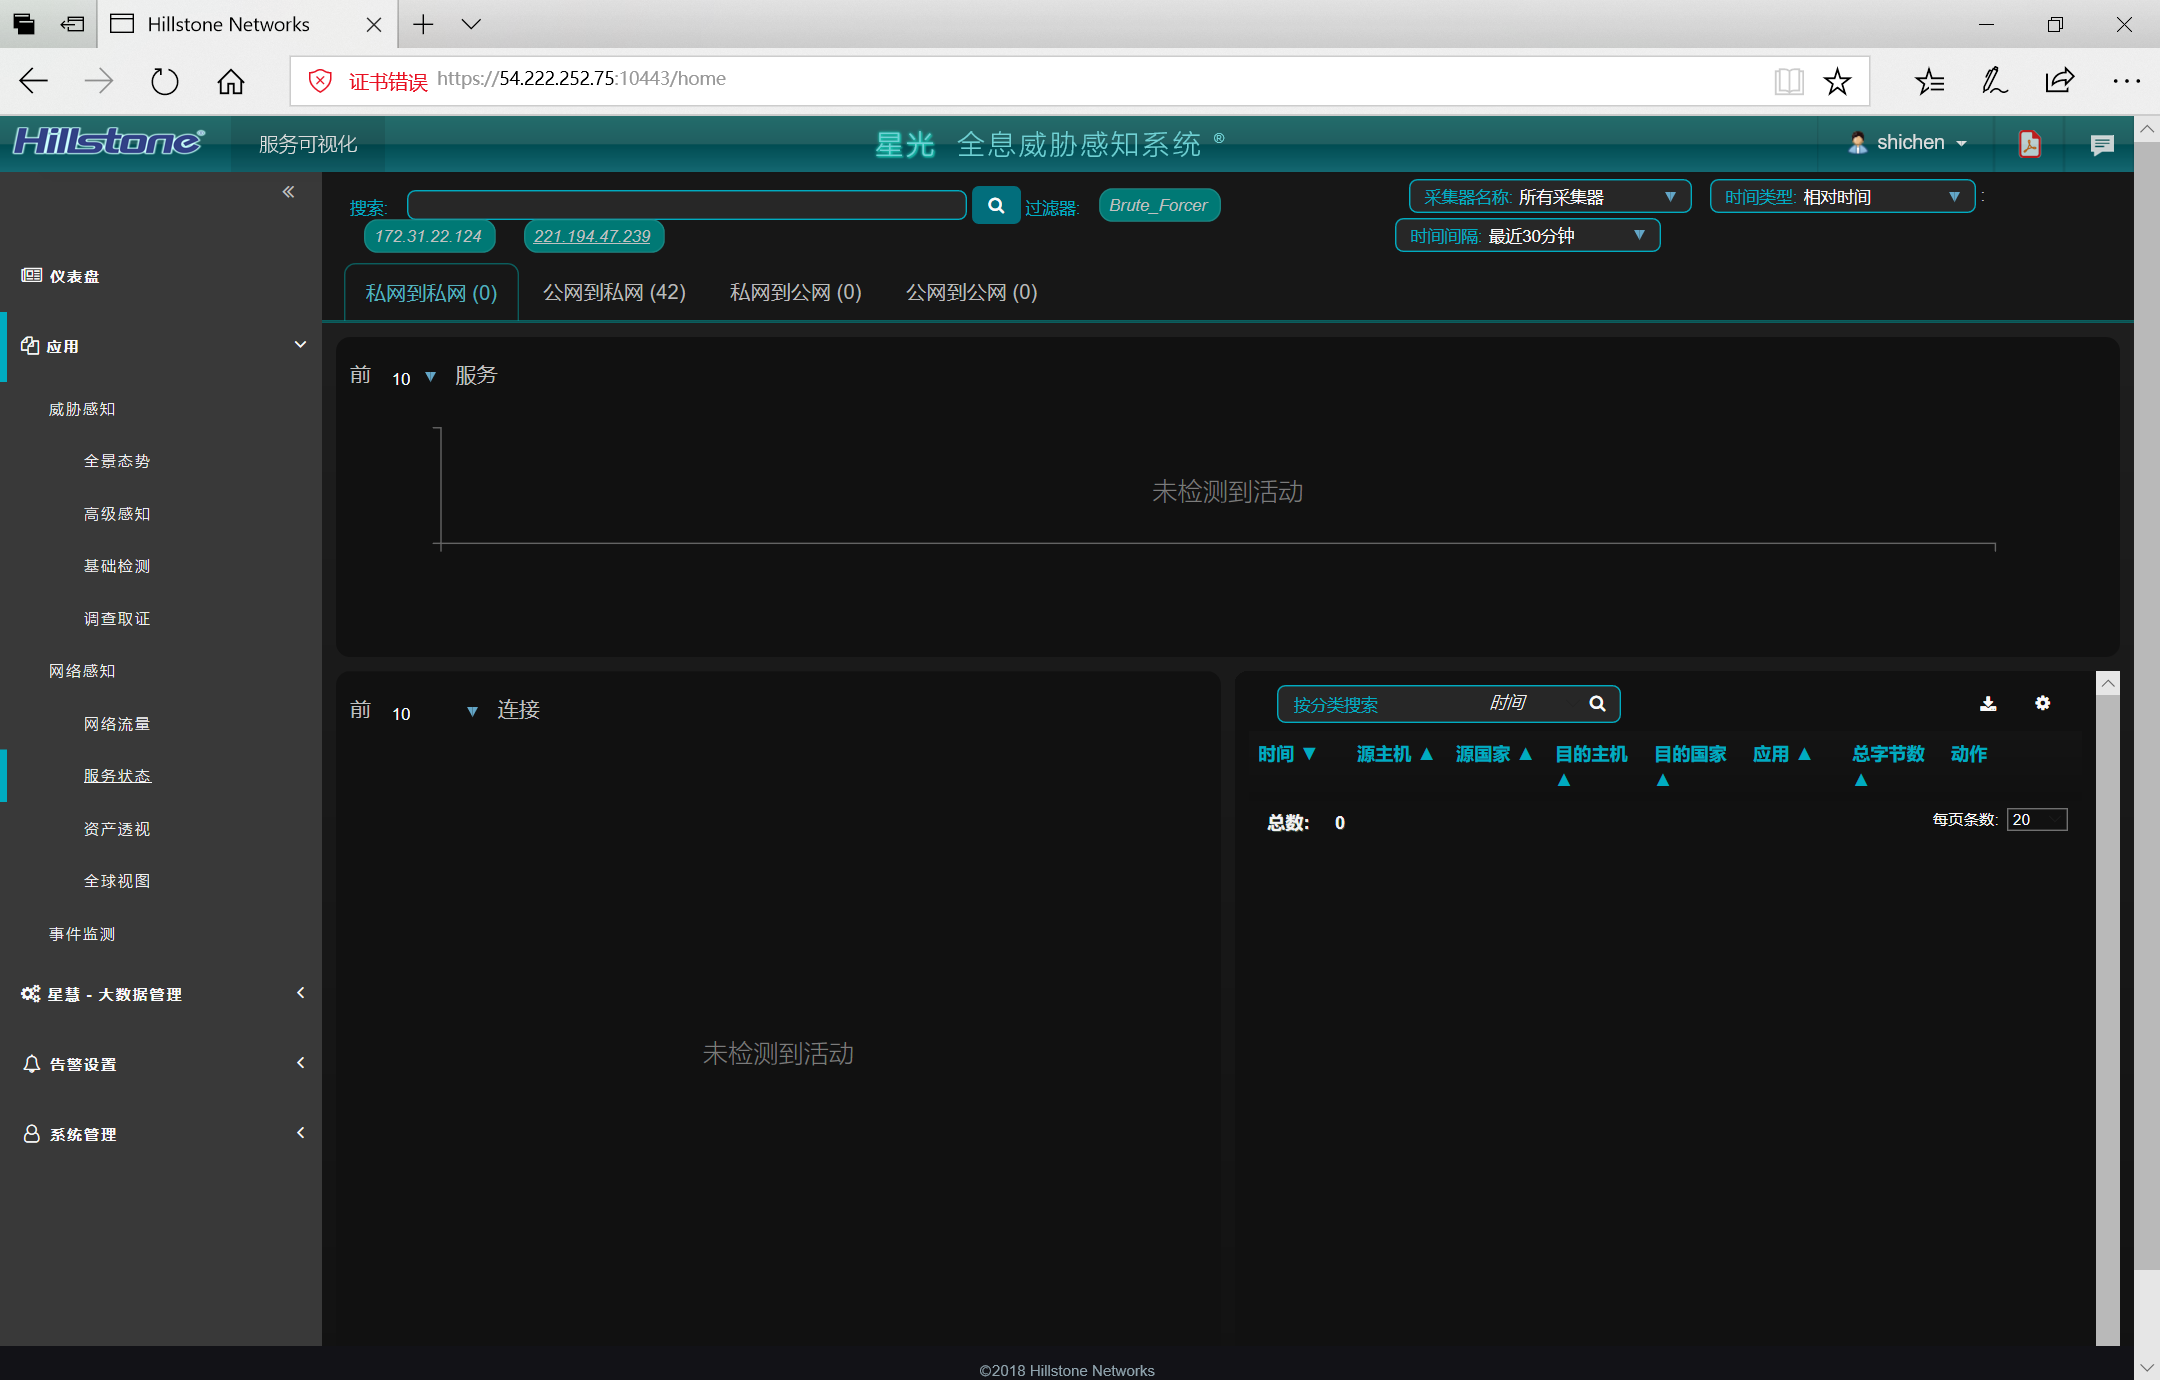 Hillstone Networks
证书错误 https://54.222.252.75:10443/home
Hillstone®
服务可视化
星光 全息威胁感知系统 ®
shichen
仪表盘
应用
威胁感知
全景态势
高级感知
基础检测
调查取证
网络感知
网络流量
服务状态
资产透视
全球视图
事件监测
星慧 - 大数据管理
告警设置
系统管理
搜索: 过滤器: Brute_Forcer
172.31.22.124 221.194.47.239
采集器名称: 所有采集器 时间类型: 相对时间 :
时间间隔: 最近30分钟
私网到私网 (0) 公网到私网 (42) 私网到公网 (0) 公网到公网 (0)
前 10 ▼ 服务
未检测到活动
前 10 ▼ 连接
未检测到活动
按分类搜索 时间
时间 ▼ 源主机 ▲ 源国家 ▲ 目的主机 ▲ 目的国家 ▲ 应用 ▲ 总字节数 ▲ 动作
总数: 0
每页条数: 20
©2018 Hillstone Networks